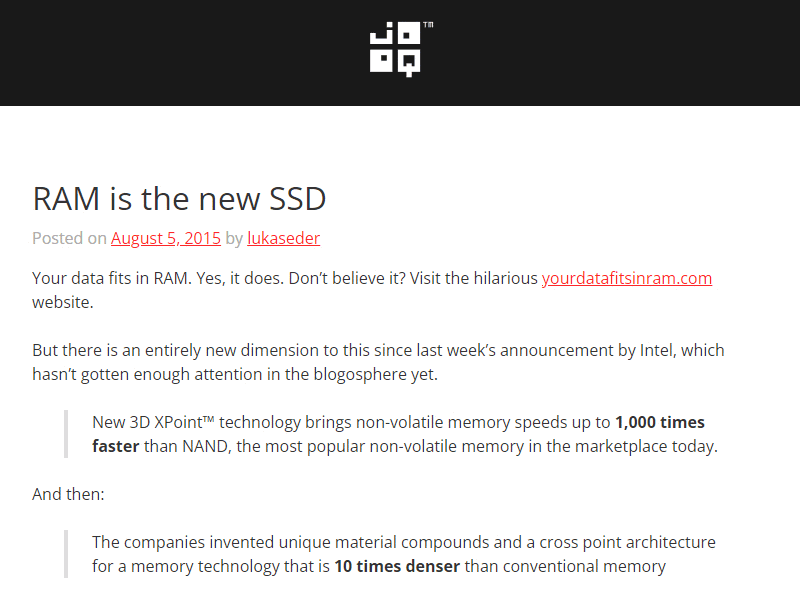 jOOQ™
RAM is the new SSD
Posted on August 5, 2015 by lukaseder
Your data fits in RAM. Yes, it does. Don’t believe it? Visit the hilarious yourdatafitsinram.com
website.
But there is an entirely new dimension to this since last week’s announcement by Intel, which
hasn’t gotten enough attention in the blogosphere yet.
New 3D XPoint™ technology brings non-volatile memory speeds up to 1,000 times
faster than NAND, the most popular non-volatile memory in the marketplace today.
And then:
The companies invented unique material compounds and a cross point architecture
for a memory technology that is 10 times denser than conventional memory